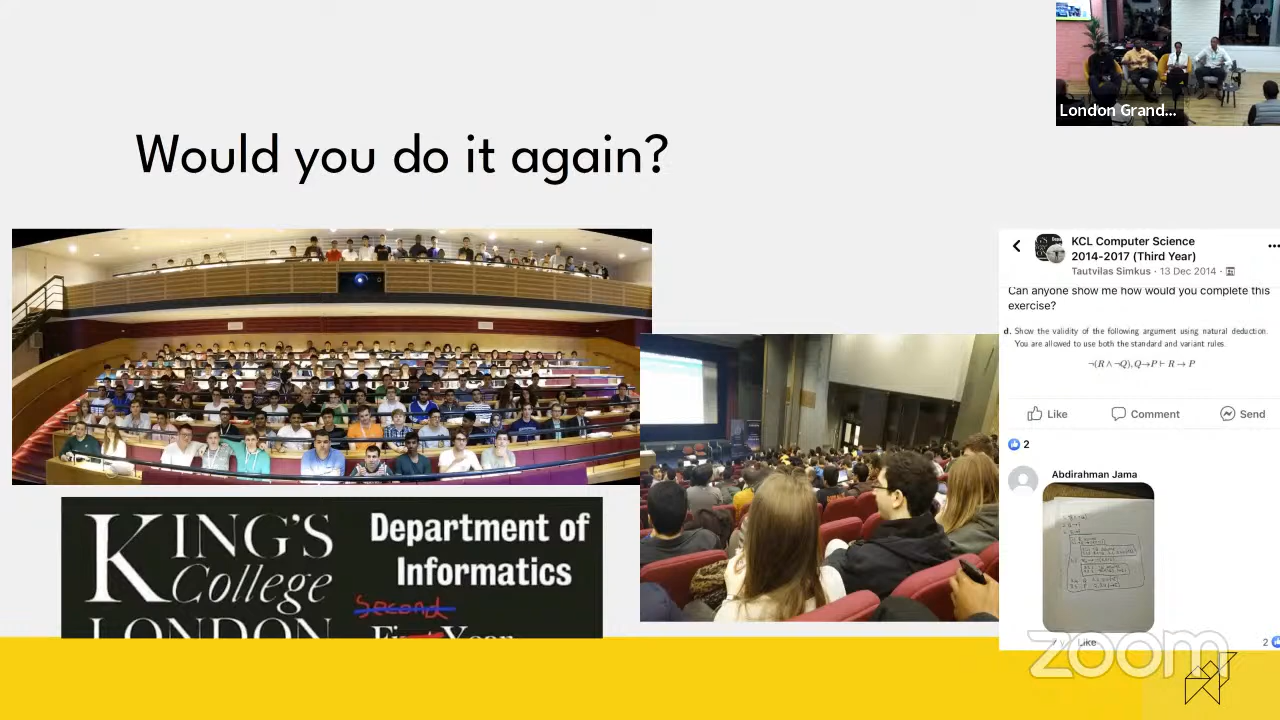 London Grand...
Would you do it again?
KCL Computer Science
2014-2017 (Third Year)
Tautvilas Simkus · 13 Dec 2014 ·
Can anyone show me how would you complete this
exercise?
d. Show the validity of the following argument using natural deduction.
You are allowed to use both the standard and variant rules.
¬(R ∧ ¬Q), Q→P ⊢ R → P
Like
Comment
Send
2
Abdirahman Jama
Like
2
KING'S
College
LONDON
Department of
Informatics
Second
First Year
zoom